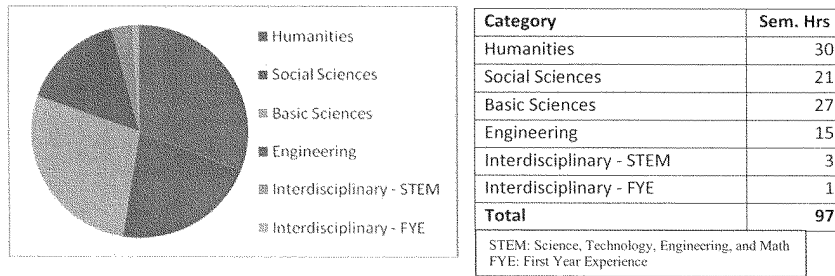 Humanities
Social Sciences
Basic Sciences
Engineering
Interdisciplinary - STEM
Interdisciplinary - FYE
Category Sem. Hrs
Humanities 30
Social Sciences 21
Basic Sciences 27
Engineering 15
Interdisciplinary - STEM 3
Interdisciplinary - FYE 1
Total 97
STEM: Science, Technology, Engineering, and Math
FYE: First Year Experience